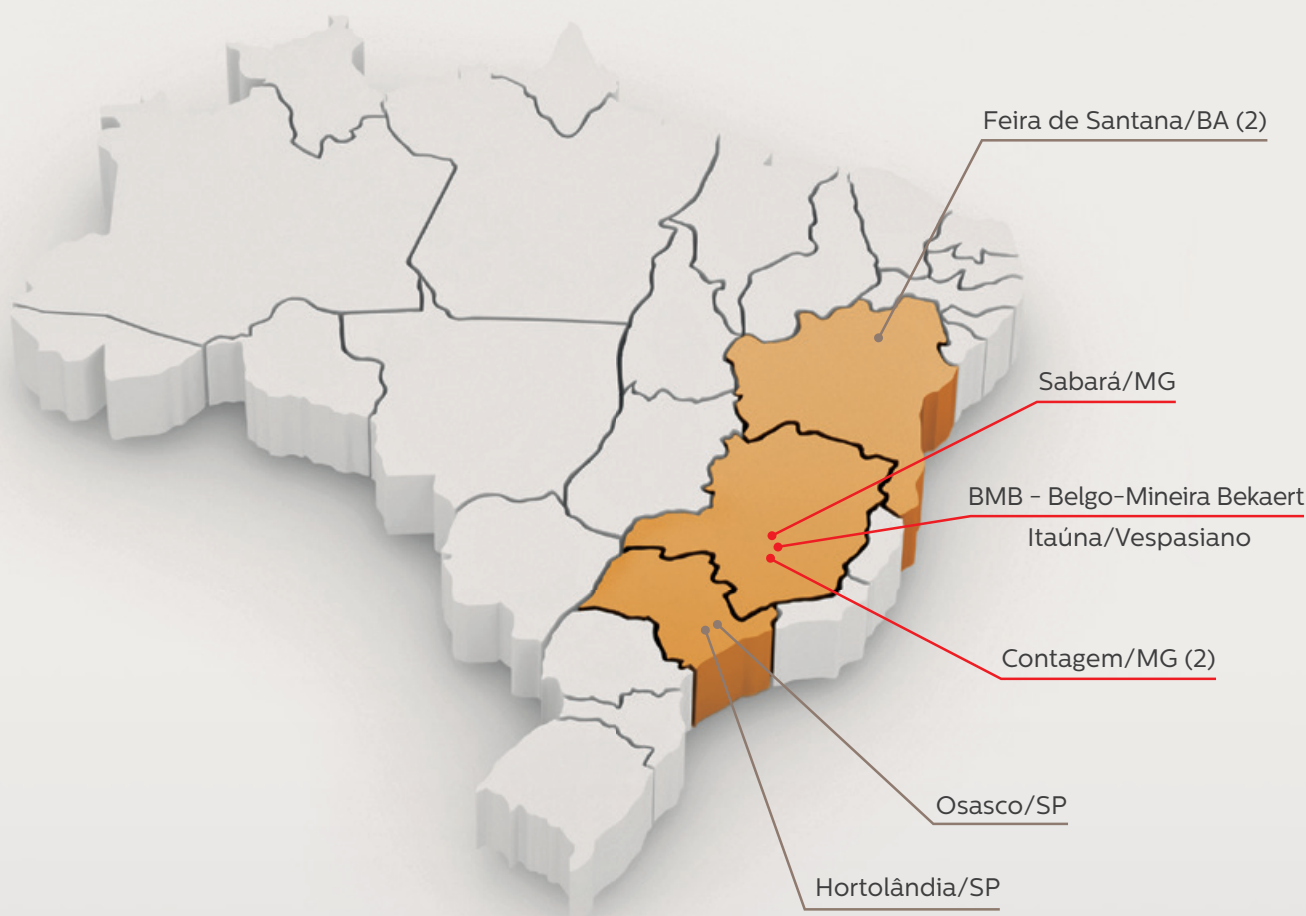 Feira de Santana/BA (2)
Sabará/MG
BMB - Belgo-Mineira Bekaert
Itaúna/Vespasiano
Contagem/MG (2)
Osasco/SP
Hortolândia/SP